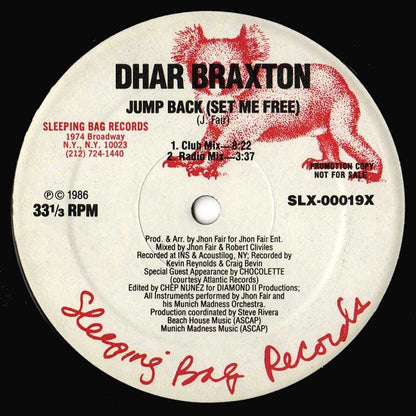 DHAR BRAXTON
JUMP BACK (SET ME FREE)
(J. Fair)
SLEEPING BAG RECORDS
1974 Broadway
N.Y., N.Y. 10023
(212) 724-1440
1. Club Mix—8:22
2. Radio Mix—3:37
PROMOTION COPY
NOT FOR SALE
℗ © 1986
33 1/3 RPM
SLX-00019X
Prod. & Arr. by Jhon Fair for Jhon Fair Ent.
Mixed by Jhon Fair & Robert Cliviles
Recorded at INS & Acoustilog, NY; Recorded by
Kevin Reynolds & Craig Bevin
Special Guest Appearance by CHOCOLETTE
(courtesy Atlantic Records)
Edited by CHEP NUNEZ for DIAMOND II Productions;
All Instruments performed by Jhon Fair and
his Munich Madness Orchestra.
Production coordinated by Steve Rivera
Beach House Music (ASCAP)
Munich Madness Music (ASCAP)
Sleeping Bag Records